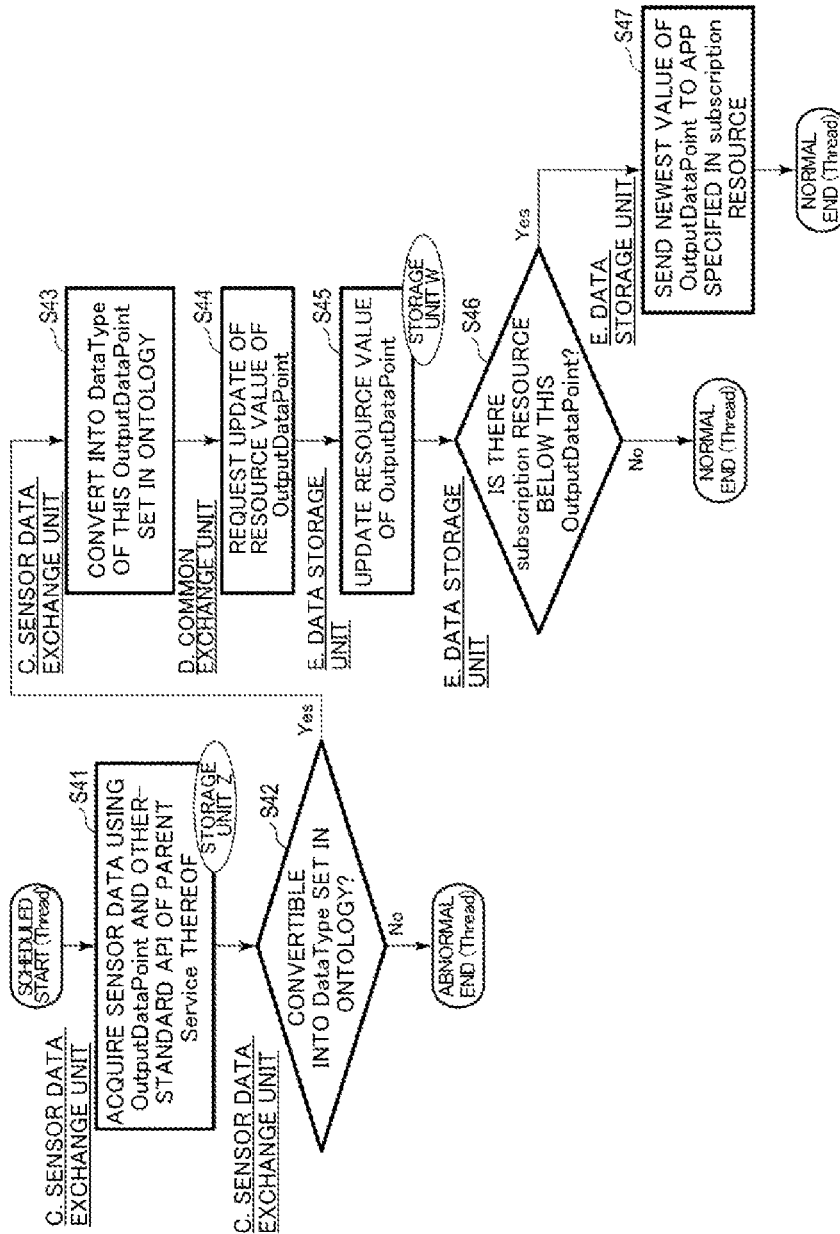 SCHEDULED
START (Thread)
C. SENSOR DATA
EXCHANGE UNIT
S41
ACQUIRE SENSOR DATA USING
OutputDataPoint AND OTHER-
STANDARD API OF PARENT
Service THEREOF
STORAGE
UNIT Z
C. SENSOR DATA
EXCHANGE UNIT
S42
CONVERTIBLE
INTO DataType SET IN
ONTOLOGY?
Yes
No
ABNORMAL
END (Thread)
C. SENSOR DATA
EXCHANGE UNIT
S43
CONVERT INTO DataType
OF THIS OutputDataPoint
SET IN ONTOLOGY
D. COMMON
EXCHANGE UNIT
S44
REQUEST UPDATE OF
RESOURCE VALUE OF
OutputDataPoint
E. DATA STORAGE
UNIT
S45
UPDATE RESOURCE VALUE
OF OutputDataPoint
STORAGE
UNIT W
E. DATA STORAGE
UNIT
S46
IS THERE
subscription RESOURCE
BELOW THIS
OutputDataPoint?
Yes
No
NORMAL
END (Thread)
E. DATA
STORAGE UNIT
S47
SEND NEWEST VALUE OF
OutputDataPoint TO APP
SPECIFIED IN subscription
RESOURCE
NORMAL
END (Thread)